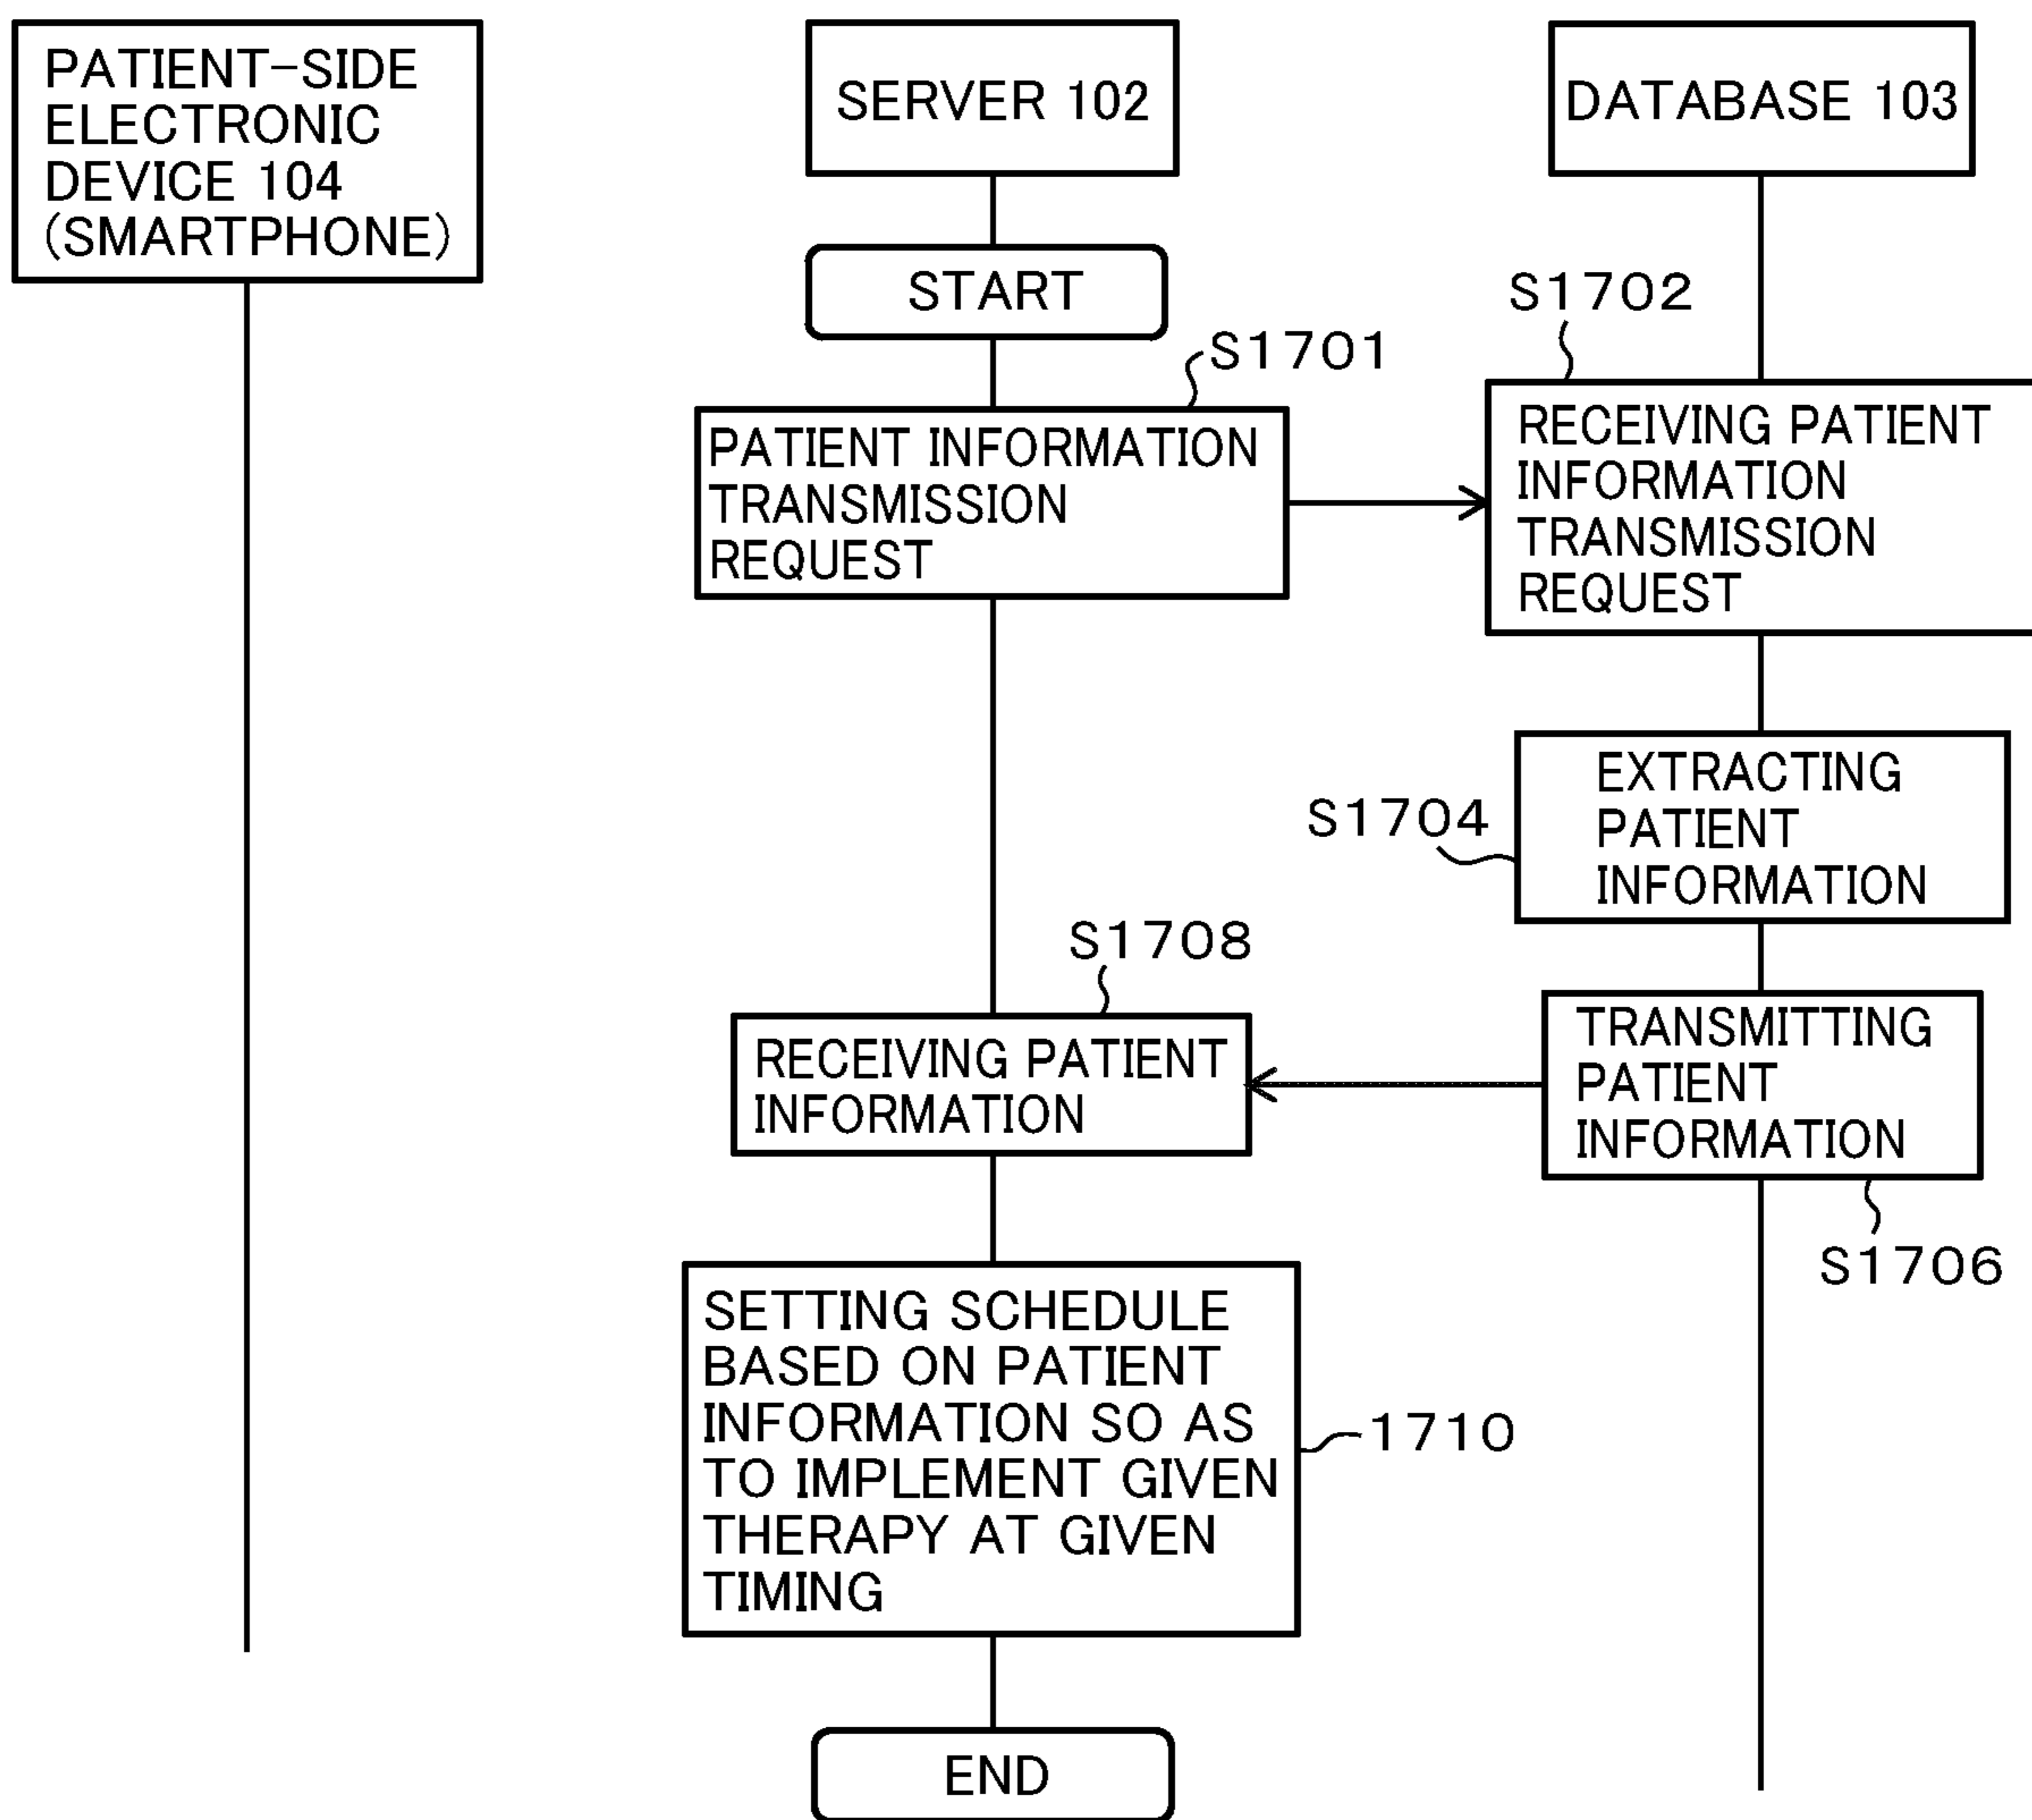 PATIENT-SIDE
ELECTRONIC
DEVICE 104
(SMARTPHONE)
SERVER 102
DATABASE 103
START
S1701
S1702
PATIENT INFORMATION
TRANSMISSION
REQUEST
RECEIVING PATIENT
INFORMATION
TRANSMISSION
REQUEST
S1704
EXTRACTING
PATIENT
INFORMATION
S1708
RECEIVING PATIENT
INFORMATION
TRANSMITTING
PATIENT
INFORMATION
S1706
SETTING SCHEDULE
BASED ON PATIENT
INFORMATION SO AS
TO IMPLEMENT GIVEN
THERAPY AT GIVEN
TIMING
1710
END